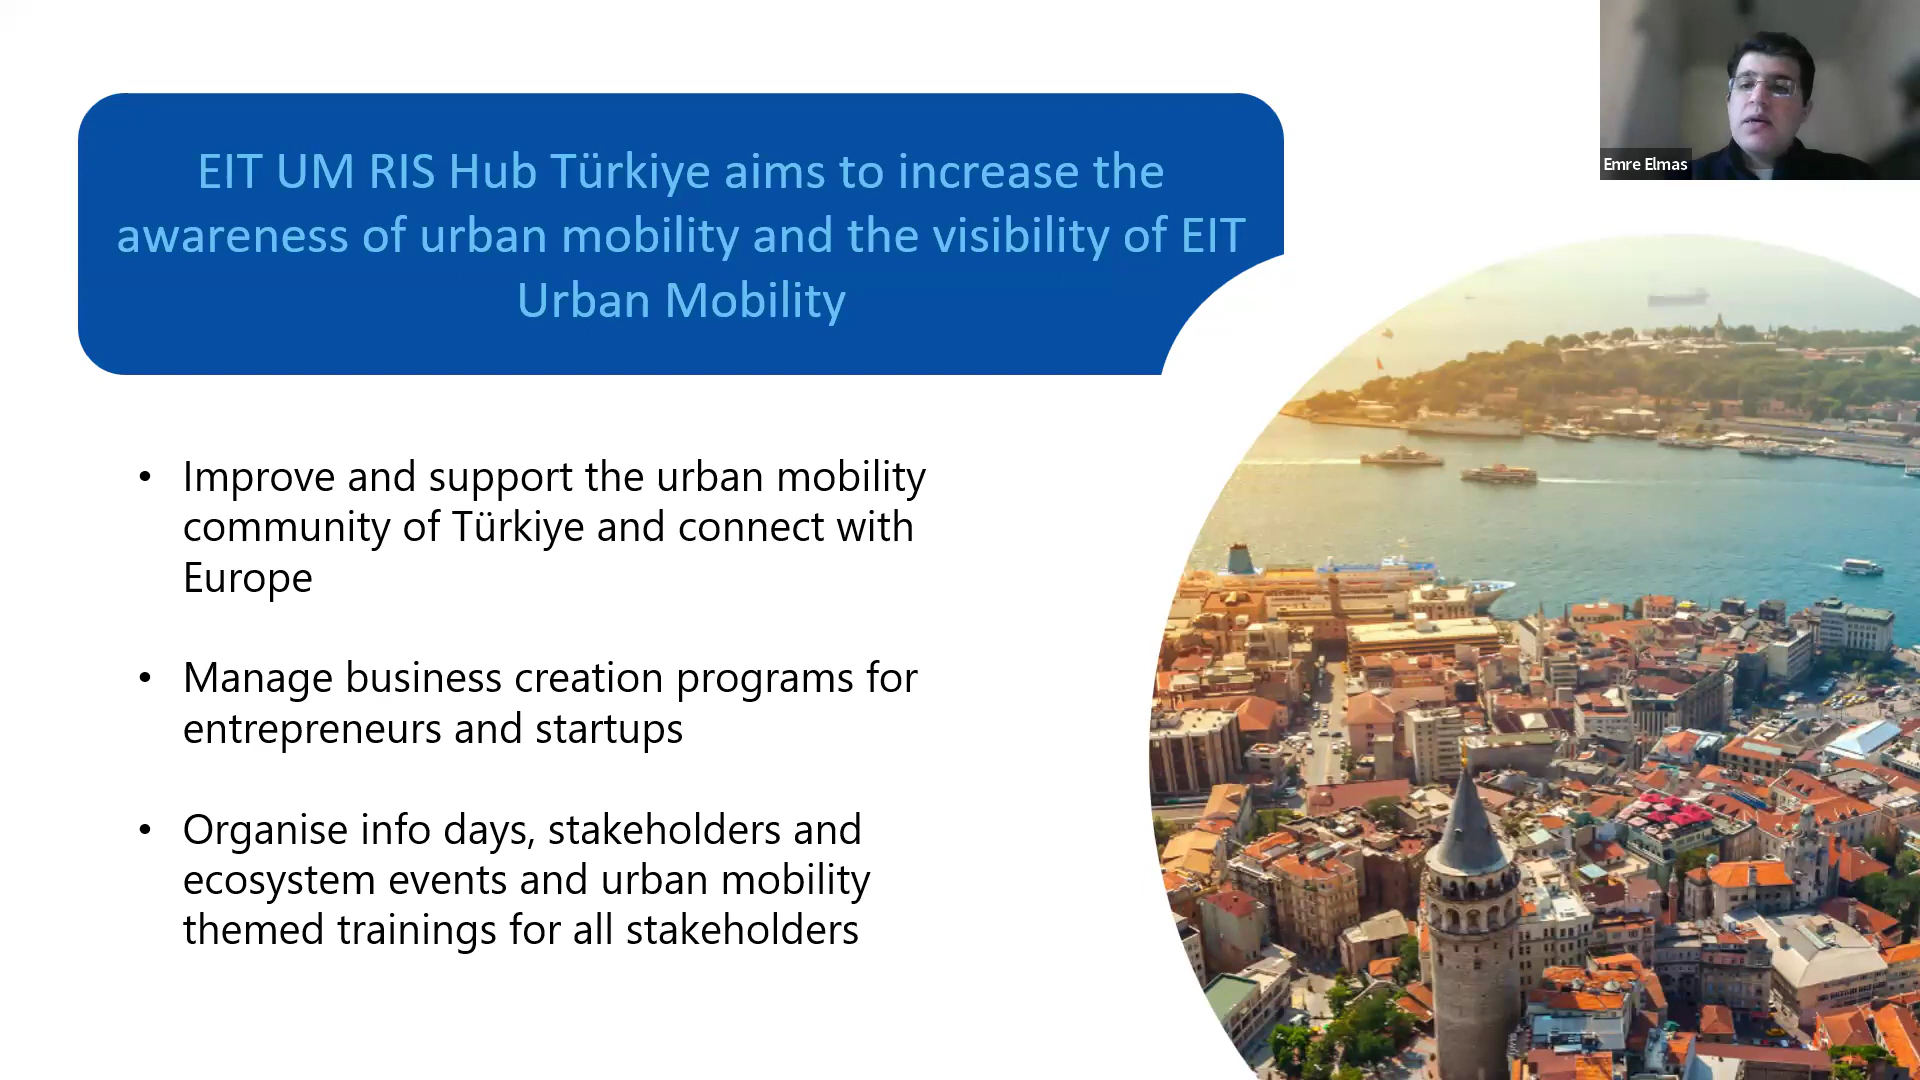 EIT UM RIS Hub Türkiye aims to increase the
awareness of urban mobility and the visibility of EIT
Urban Mobility
Emre Elmas
• Improve and support the urban mobility
community of Türkiye and connect with
Europe
• Manage business creation programs for
entrepreneurs and startups
• Organise info days, stakeholders and
ecosystem events and urban mobility
themed trainings for all stakeholders